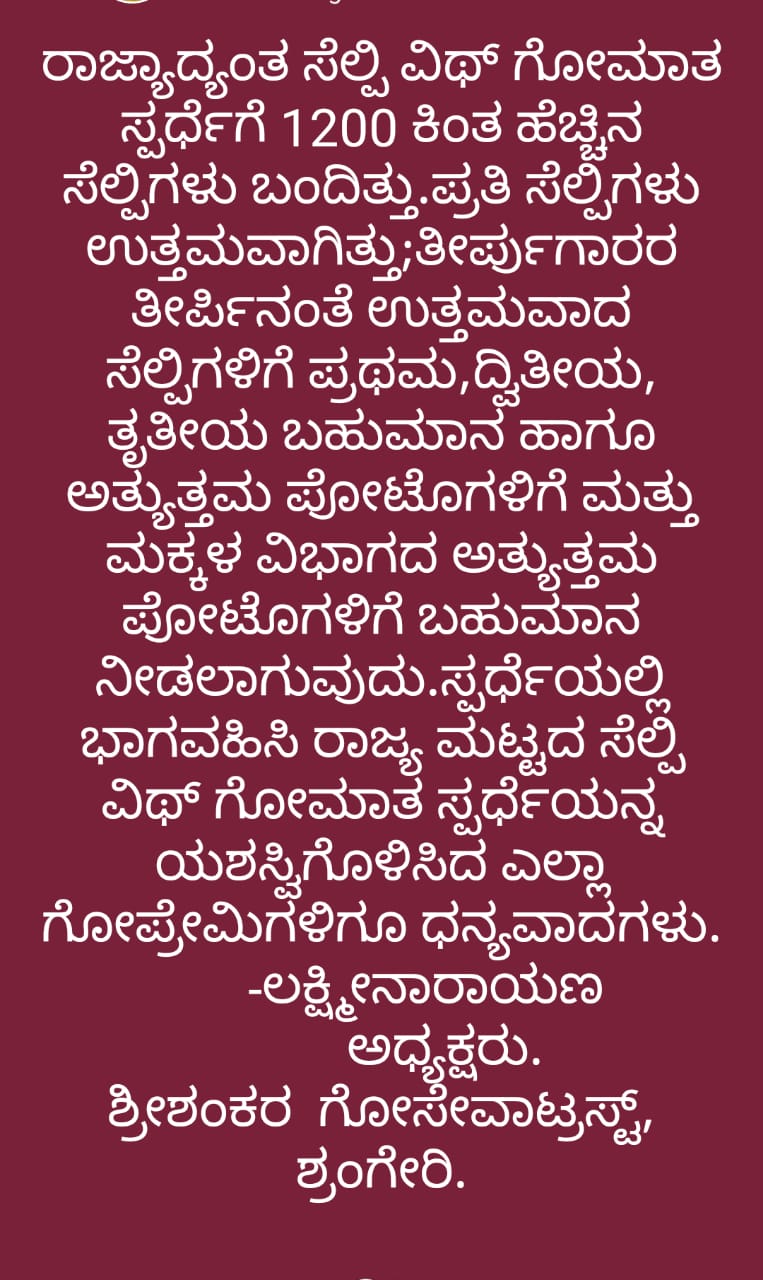 ರಾಜ್ಯಾದ್ಯಂತ ಸೆಲ್ಪಿ ವಿಥ್ ಗೋಮಾತ
ಸ್ಪರ್ಧೆಗೆ 1200 ಕಿಂತ ಹೆಚ್ಚಿನ
ಸೆಲ್ಪಿಗಳು ಬಂದಿತ್ತು.ಪ್ರತಿ ಸೆಲ್ಪಿಗಳು
ಉತ್ತಮವಾಗಿತ್ತು;ತೀರ್ಪುಗಾರರ
ತೀರ್ಪಿನಂತೆ ಉತ್ತಮವಾದ
ಸೆಲ್ಪಿಗಳಿಗೆ ಪ್ರಥಮ,ದ್ವಿತೀಯ,
ತೃತೀಯ ಬಹುಮಾನ ಹಾಗೂ
ಅತ್ಯುತ್ತಮ ಪೋಟೊಗಳಿಗೆ ಮತ್ತು
ಮಕ್ಕಳ ವಿಭಾಗದ ಅತ್ಯುತ್ತಮ
ಪೋಟೊಗಳಿಗೆ ಬಹುಮಾನ
ನೀಡಲಾಗುವುದು.ಸ್ಪರ್ಧೆಯಲ್ಲಿ
ಭಾಗವಹಿಸಿ ರಾಜ್ಯ ಮಟ್ಟದ ಸೆಲ್ಪಿ
ವಿಥ್ ಗೋಮಾತ ಸ್ಪರ್ಧೆಯನ್ನ
ಯಶಸ್ವಿಗೊಳಿಸಿದ ಎಲ್ಲಾ
ಗೋಪ್ರೇಮಿಗಳಿಗೂ ಧನ್ಯವಾದಗಳು.
-ಲಕ್ಷ್ಮೀನಾರಾಯಣ
ಅಧ್ಯಕ್ಷರು.
ಶ್ರೀಶಂಕರ ಗೋಸೇವಾಟ್ರಸ್ಟ್,
ಶ್ರಂಗೇರಿ.